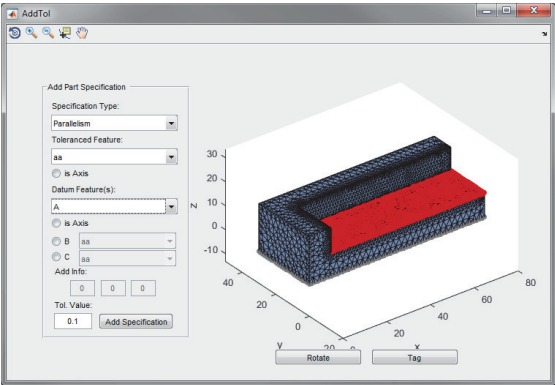 AddTol
Add Part Specification
Specification Type:
Parallelism
Toleranced Feature:
aa
is Axis
Datum Feature(s):
A
is Axis
B aa
C aa
Add Info:
0 0 0
Tol. Value:
0.1 Add Specification
30
20
10
0
-10
Z
40
20
0
20
y
0
20
40
60
80
x
Rotate
Tag